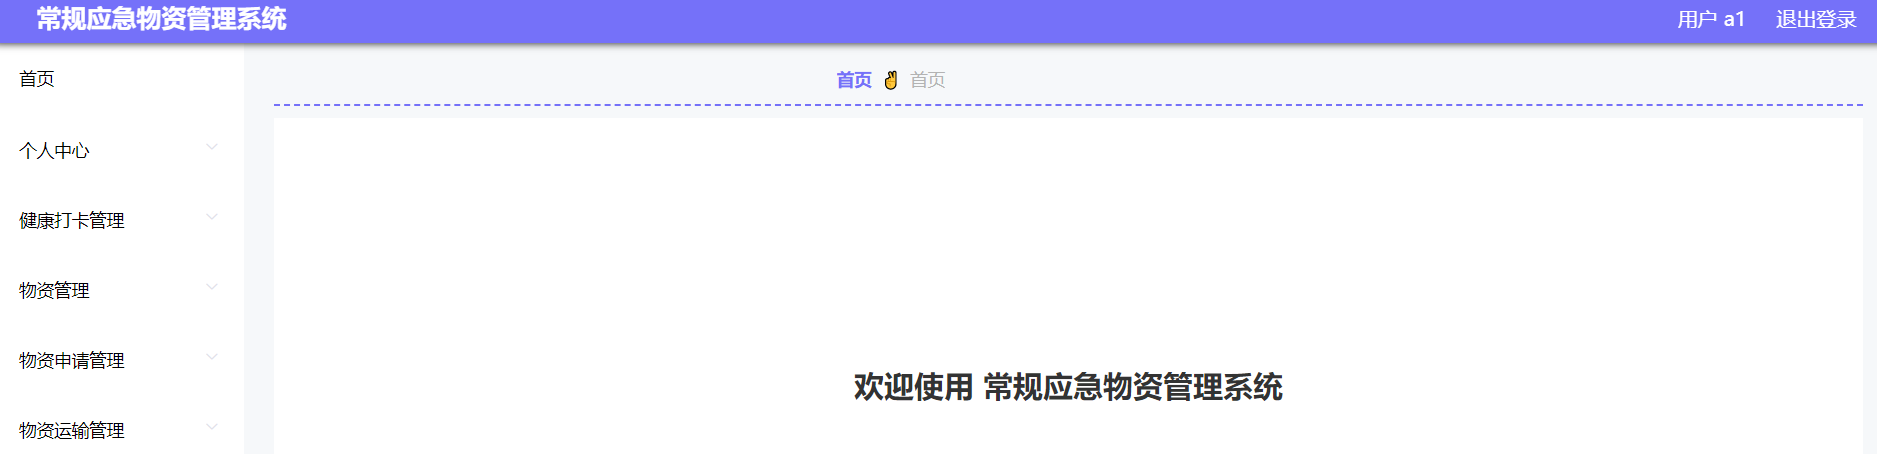 常规应急物资管理系统
用户 a1 退出登录
首页
个人中心
健康打卡管理
物资管理
物资申请管理
物资运输管理
首页 ✌ 首页
欢迎使用 常规应急物资管理系统